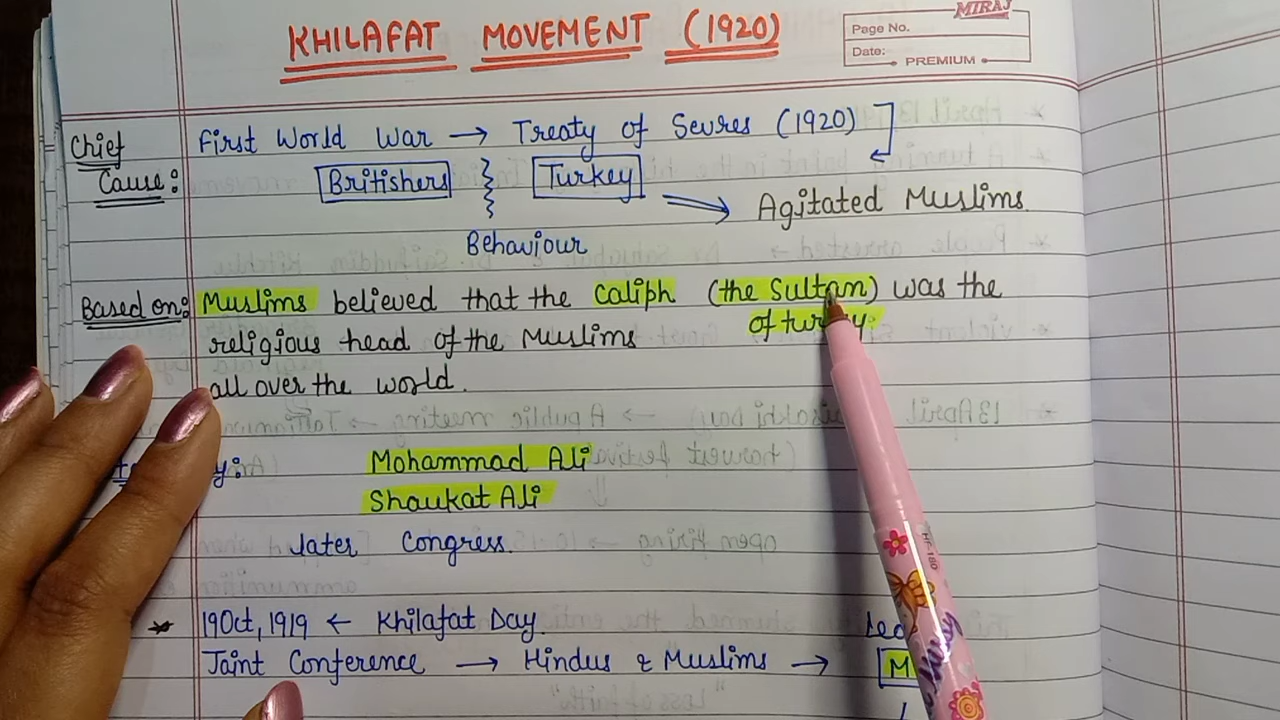 KHILAFAT MOVEMENT (1920)
MIRAJ
Page No.
Date:
PREMIUM
Chief Cause:
First World War → Treaty of Sevres (1920)
Britishers Turkey
Behaviour
⇒ Agitated Muslims
Based on: Muslims believed that the Caliph (the Sultan) was the
of turkey.
religious head of the Muslims
all over the world.
Mohammad Ali
Shaukat Ali
later Congress.
19 Oct, 1919 ← Khilafat Day.
Joint Conference → Hindus & Muslims →
HF-180